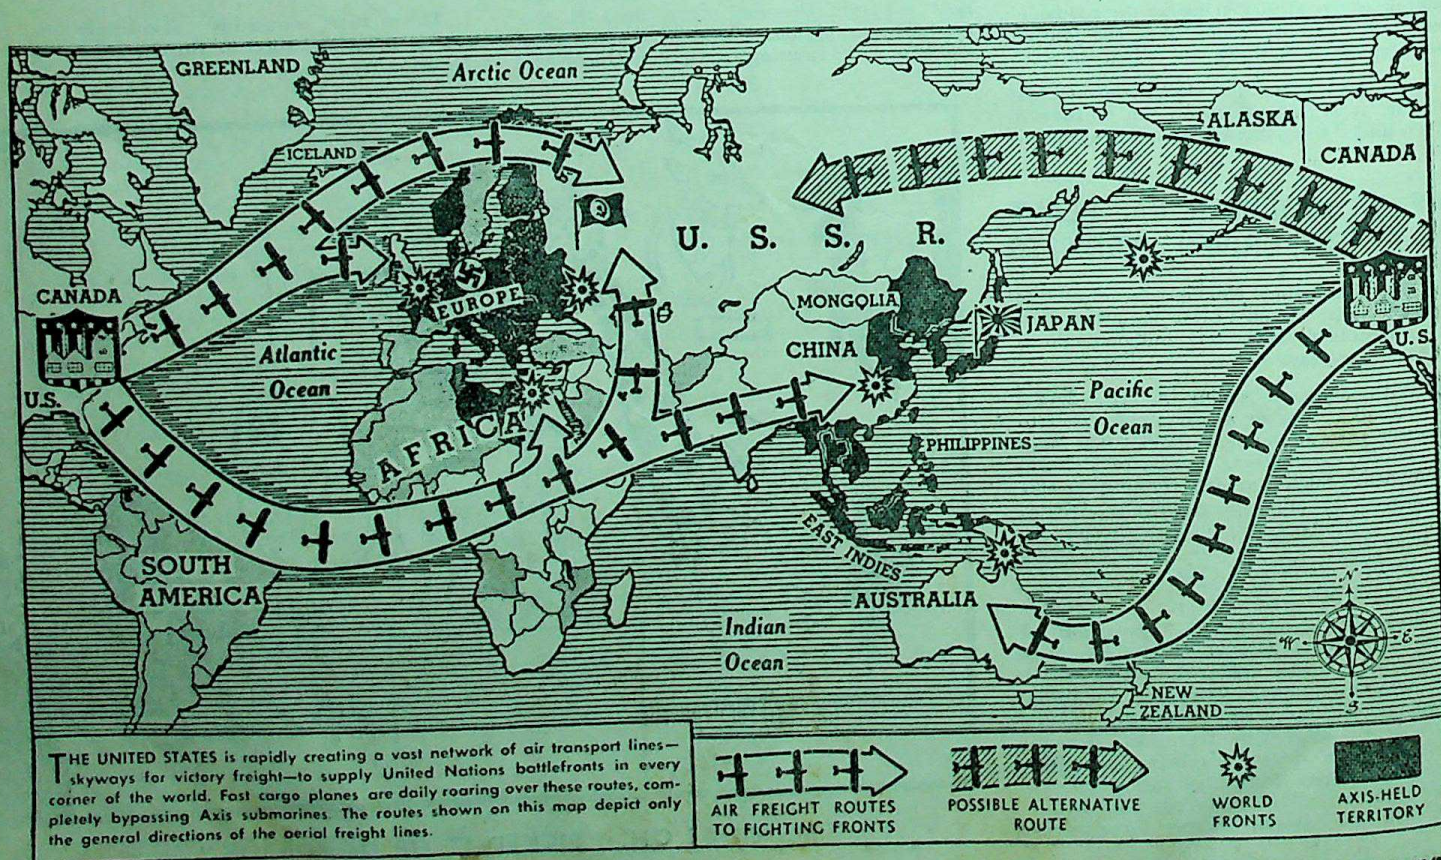 GREENLAND
Arctic Ocean
ALASKA
CANADA
ICELAND
U. S. S. R.
CANADA
EUROPE
MONGOLIA
JAPAN
CHINA
U.S.
Atlantic
Ocean
U.S.
Pacific
Ocean
AFRICA
PHILIPPINES
EAST INDIES
SOUTH
AMERICA
AUSTRALIA
Indian
Ocean
N
W
E
S
NEW
ZEALAND
THE UNITED STATES is rapidly creating a vast network of air transport lines—
skyways for victory freight—to supply United Nations battlefronts in every
corner of the world. Fast cargo planes are daily roaring over these routes, com-
pletely bypassing Axis submarines. The routes shown on this map depict only
the general directions of the aerial freight lines.
AIR FREIGHT ROUTES
TO FIGHTING FRONTS
POSSIBLE ALTERNATIVE
ROUTE
WORLD
FRONTS
AXIS-HELD
TERRITORY